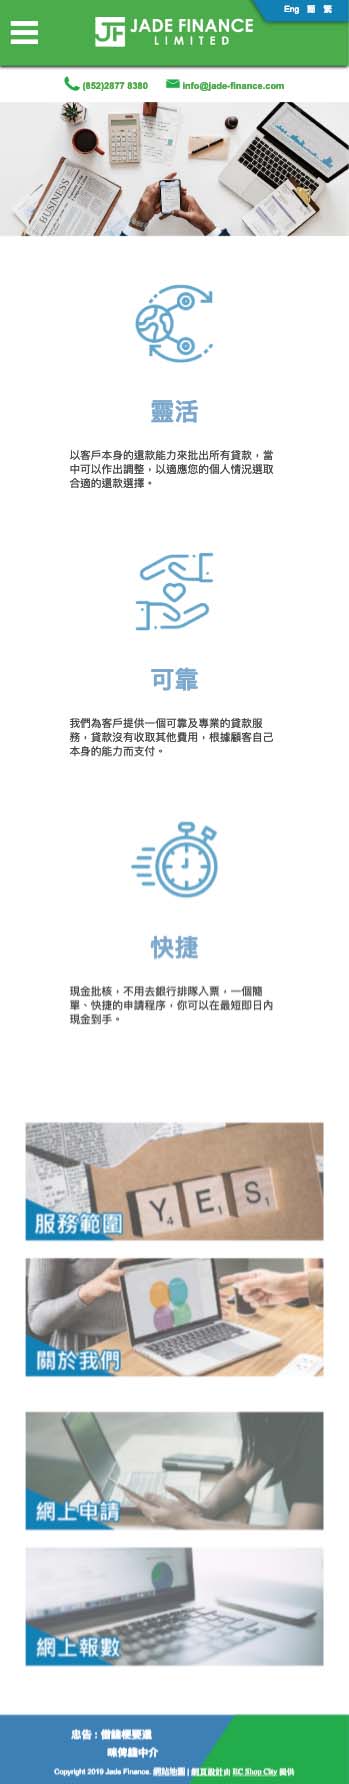 Eng 簡 繁
JF JADE FINANCE
LIMITED
(852)2877 8380 info@jade-finance.com
BUSINESS
靈活
以客戶本身的還款能力來批出所有貸款，當
中可以作出調整，以適應您的個人情況選取
合適的還款選擇。
可靠
我們為客戶提供一個可靠及專業的貸款服
務，貸款沒有收取其他費用，根據顧客自己
本身的能力而支付。
快捷
現金批核，不用去銀行排隊入票，一個簡
單、快捷的申請程序，你可以在最短即日內
現金到手。
Y4 E1 S1
服務範圍
關於我們
網上申請
網上報數
忠告：借錢梗要還
咪俾錢中介
Copyright 2019 Jade Finance. 網站地圖 | 網頁設計由 EC Shop City 提供